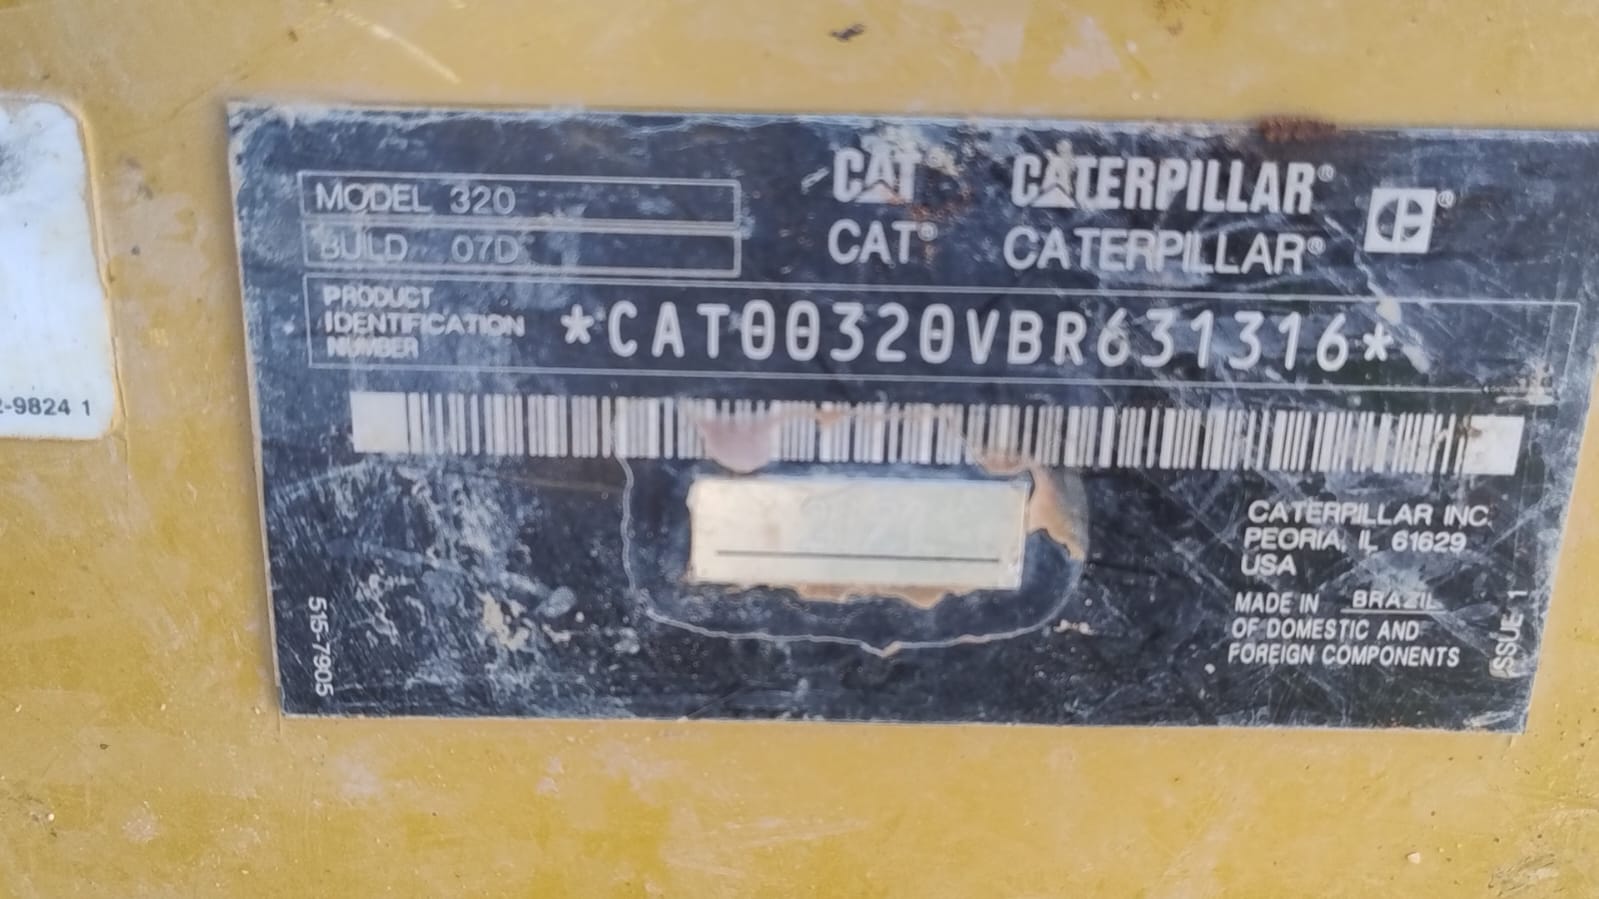 MODEL 320
BUILD 07D
CAT® CATERPILLAR®
CAT® CATERPILLAR®
PRODUCT
IDENTIFICATION
NUMBER
*CAT00320VBR631316*
2-9824 1
CATERPILLAR INC.
PEORIA, IL 61629
USA
MADE IN BRAZIL
OF DOMESTIC AND
FOREIGN COMPONENTS
515-7905
ISSUE 1